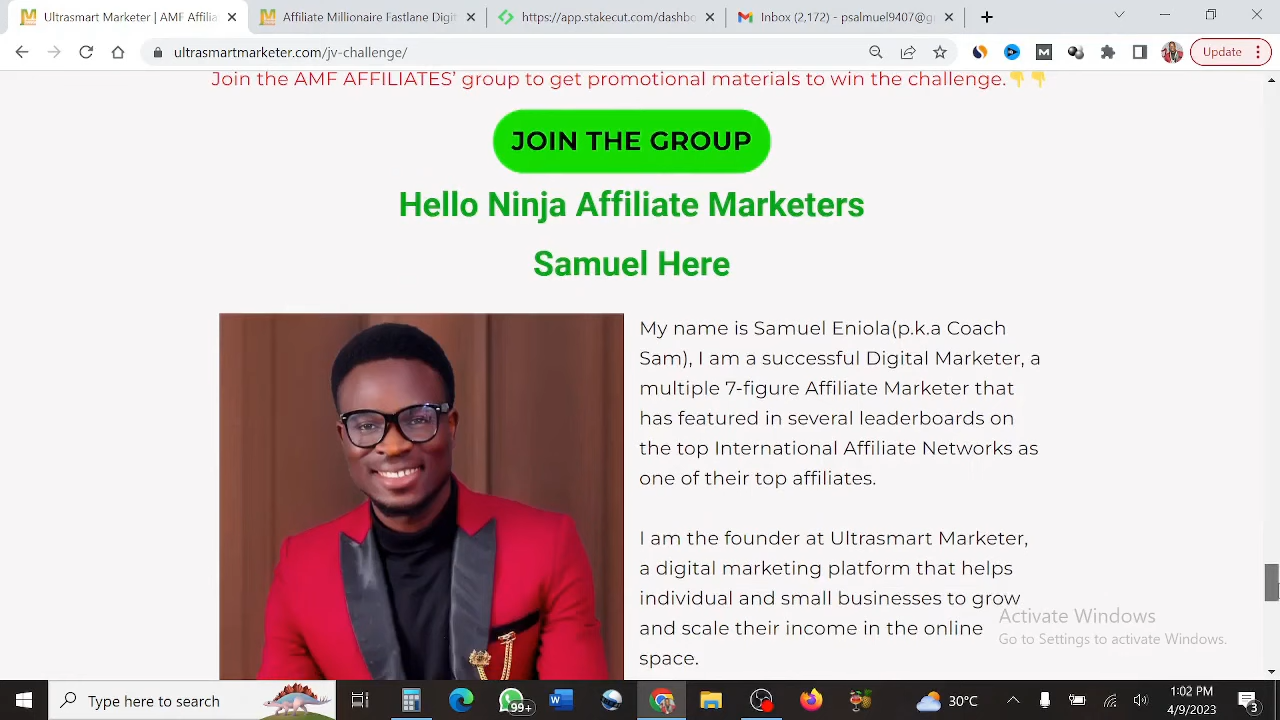 Ultrasmart Marketer | AMF Affilia
Affiliate Millionaire Fastlane Digi
https://app.stakecut.com/dashbo
Inbox (2,172) - psalmuel9407@g
ultrasmartmarketer.com/jv-challenge/
Update
Join the AMF AFFILIATES' group to get promotional materials to win the challenge.👇👇
JOIN THE GROUP
Hello Ninja Affiliate Marketers
Samuel Here
My name is Samuel Eniola(p.k.a Coach
Sam), I am a successful Digital Marketer, a
multiple 7-figure Affiliate Marketer that
has featured in several leaderboards on
the top International Affiliate Networks as
one of their top affiliates.
I am the founder at Ultrasmart Marketer,
a digital marketing platform that helps
individual and small businesses to grow
and scale their income in the online
space.
Activate Windows
Go to Settings to activate Windows.
Type here to search
99+
30°C
1:02 PM
4/9/2023
3